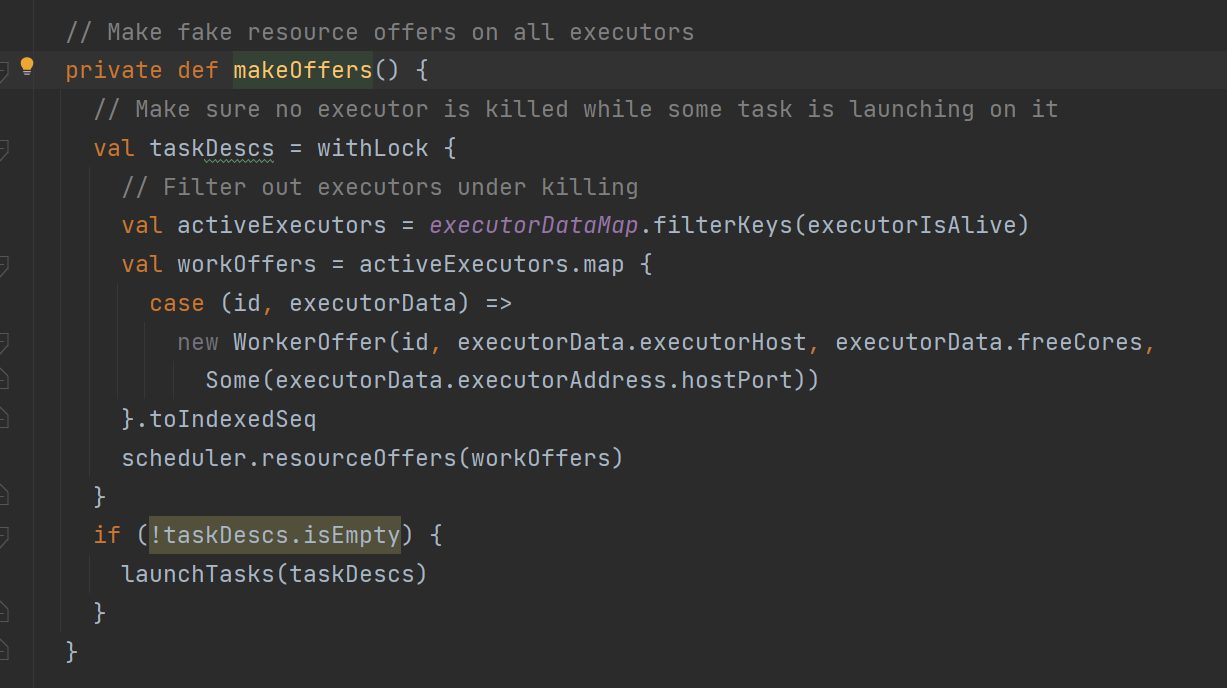 // Make fake resource offers on all executors
private def makeOffers() {
// Make sure no executor is killed while some task is launching on it
val taskDescs = withLock {
// Filter out executors under killing
val activeExecutors = executorDataMap.filterKeys(executorIsAlive)
val workOffers = activeExecutors.map {
case (id, executorData) =>
new WorkerOffer(id, executorData.executorHost, executorData.freeCores,
Some(executorData.executorAddress.hostPort))
}.toIndexedSeq
scheduler.resourceOffers(workOffers)
}
if (!taskDescs.isEmpty) {
launchTasks(taskDescs)
}
}